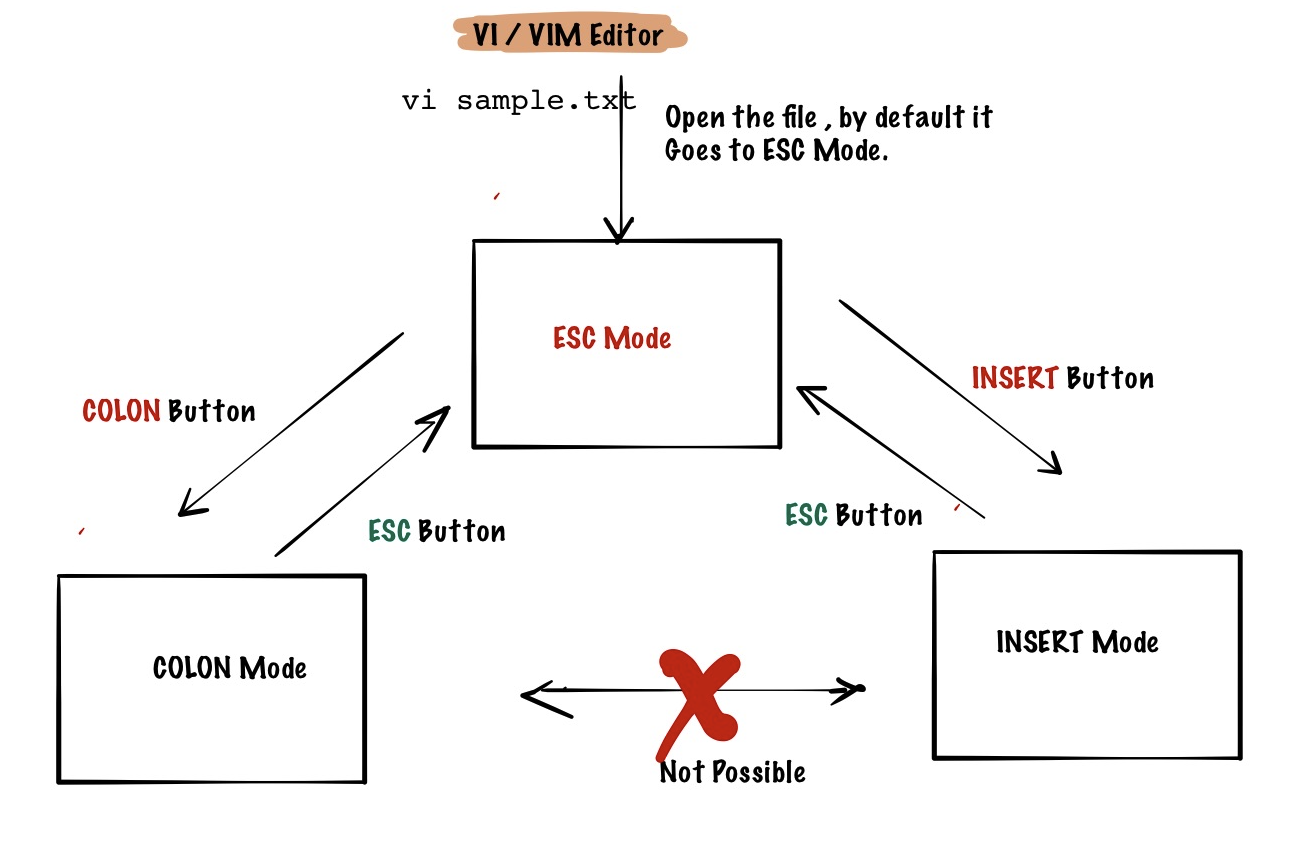 VI / VIM Editor
vi sample.txt
Open the file , by default it
Goes to ESC Mode.
ESC Mode
COLON Button
INSERT Button
ESC Button
ESC Button
COLON Mode
INSERT Mode
Not Possible